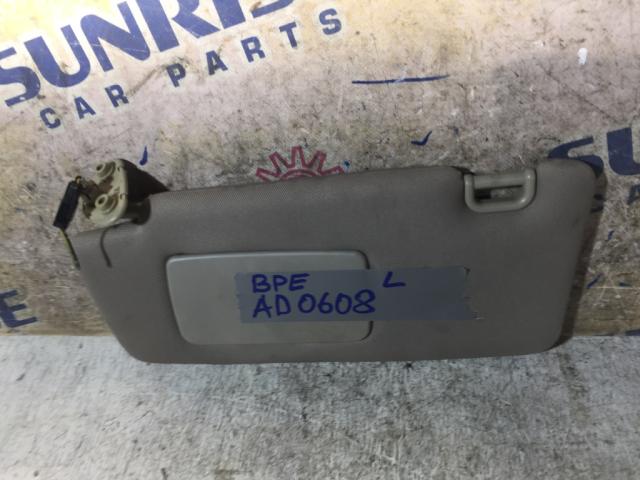 SUNRIS
CAR PARTS
BPE L
AD0608